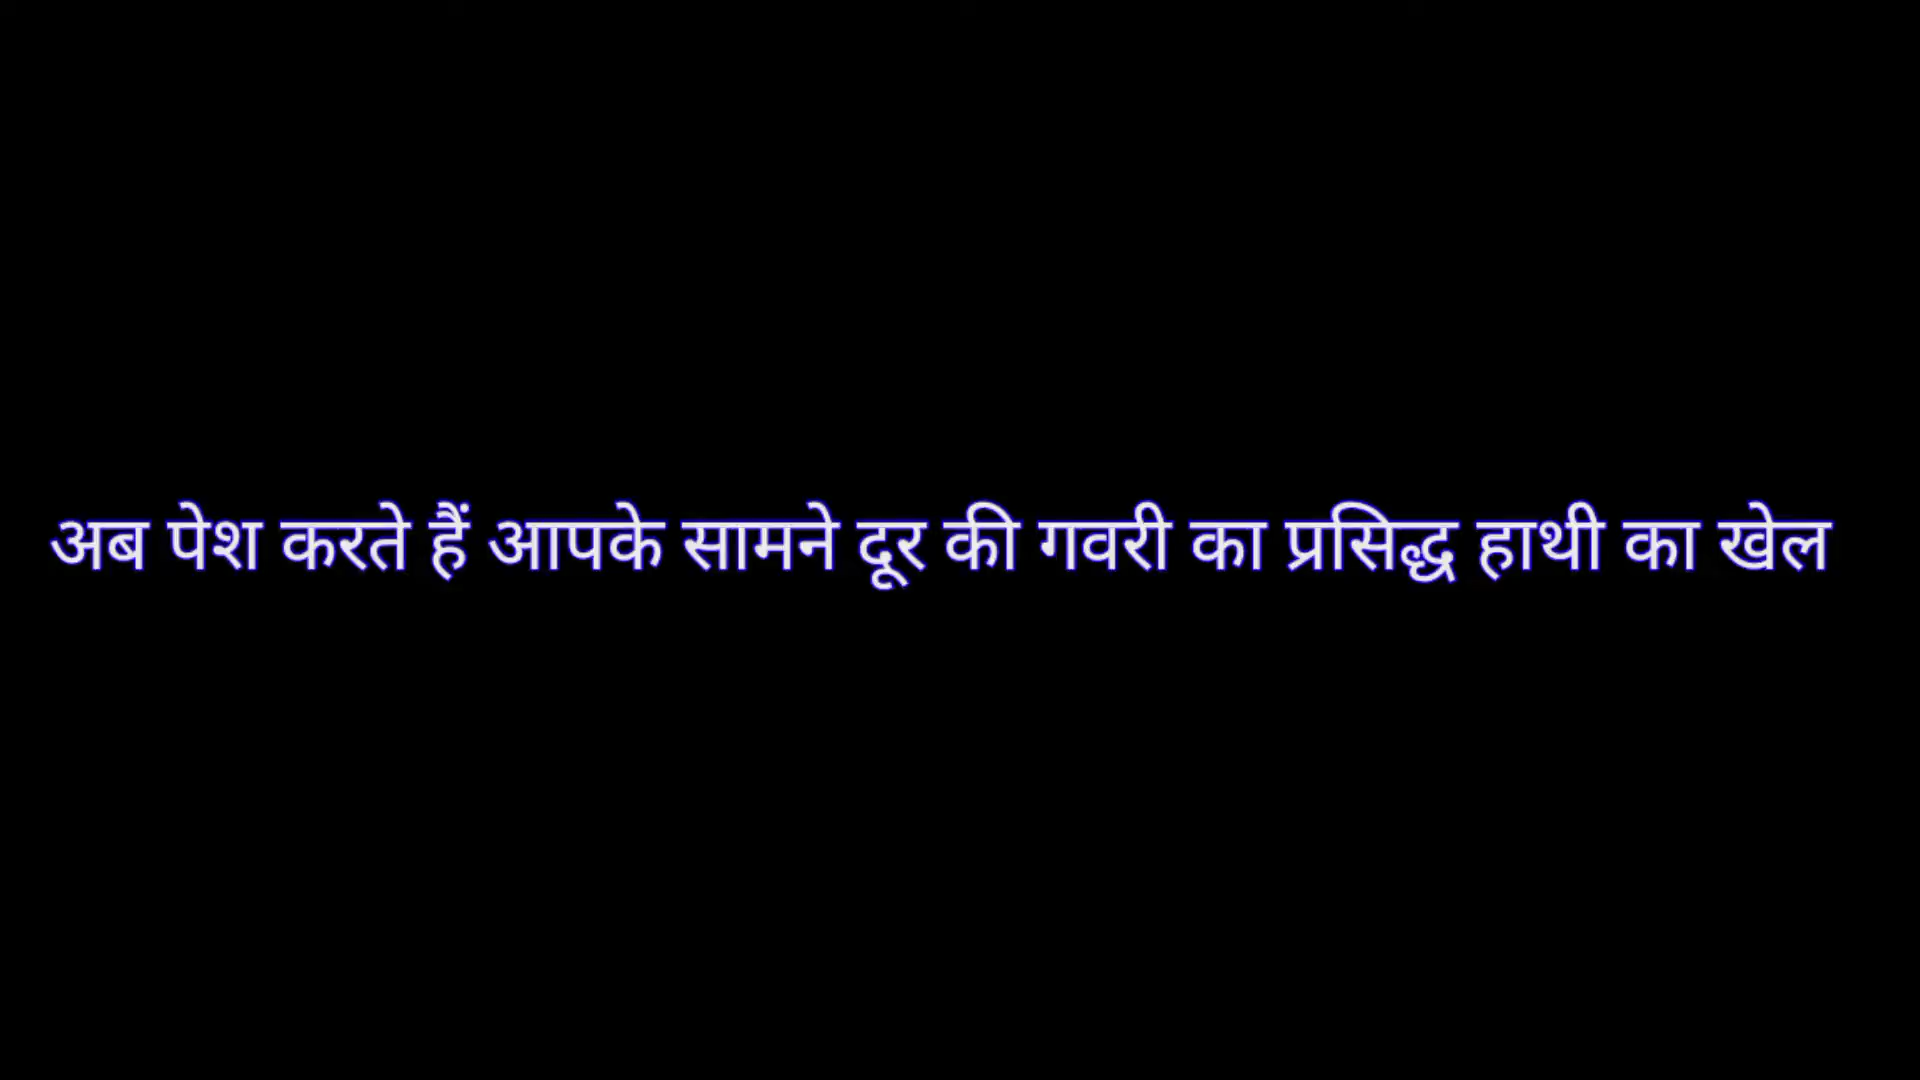 अब पेश करते हैं आपके सामने दूर की गवरी का प्रसिद्ध हाथी का खेल